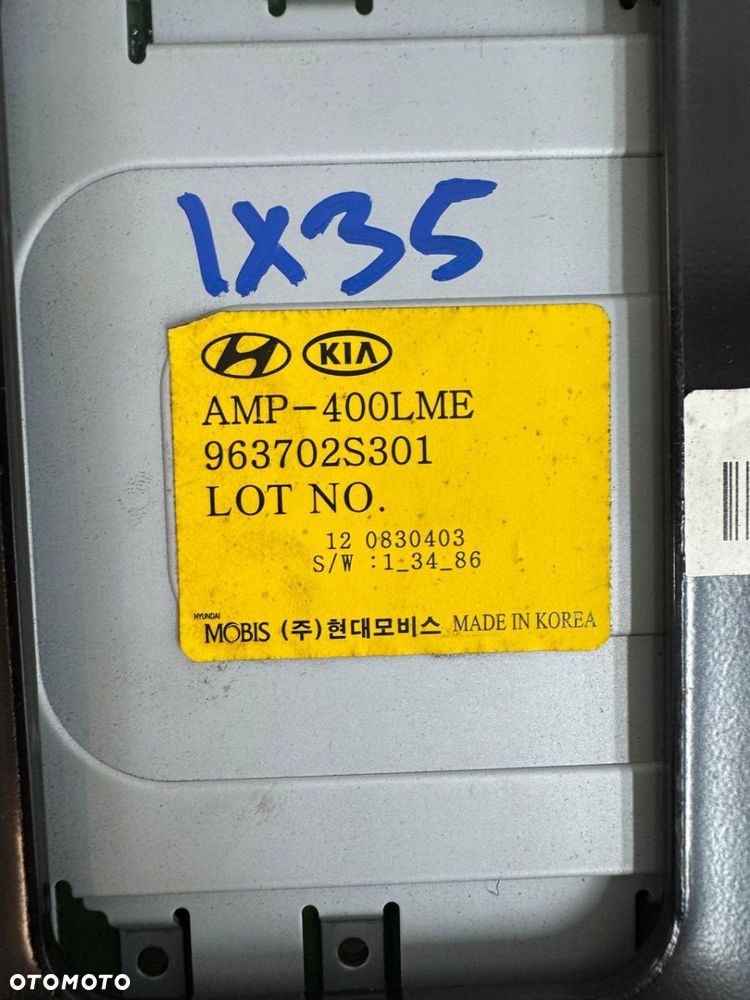 IX35
KIA
AMP-400LME
963702S301
LOT NO.
12 0830403
S/W :1_34_86
HYUNDAI
MOBIS (주)현대모비스 MADE IN KOREA
OTOMOTO